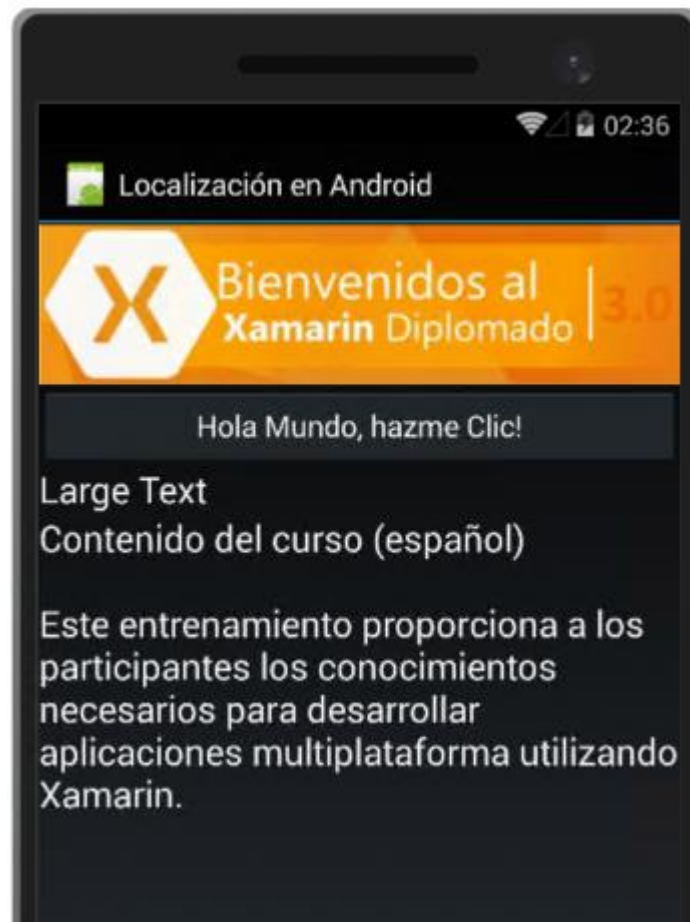 02:36
Localización en Android
X Bienvenidos al
Xamarin Diplomado | 3.0
Hola Mundo, hazme Clic!
Large Text
Contenido del curso (español)
Este entrenamiento proporciona a los
participantes los conocimientos
necesarios para desarrollar
aplicaciones multiplataforma utilizando
Xamarin.